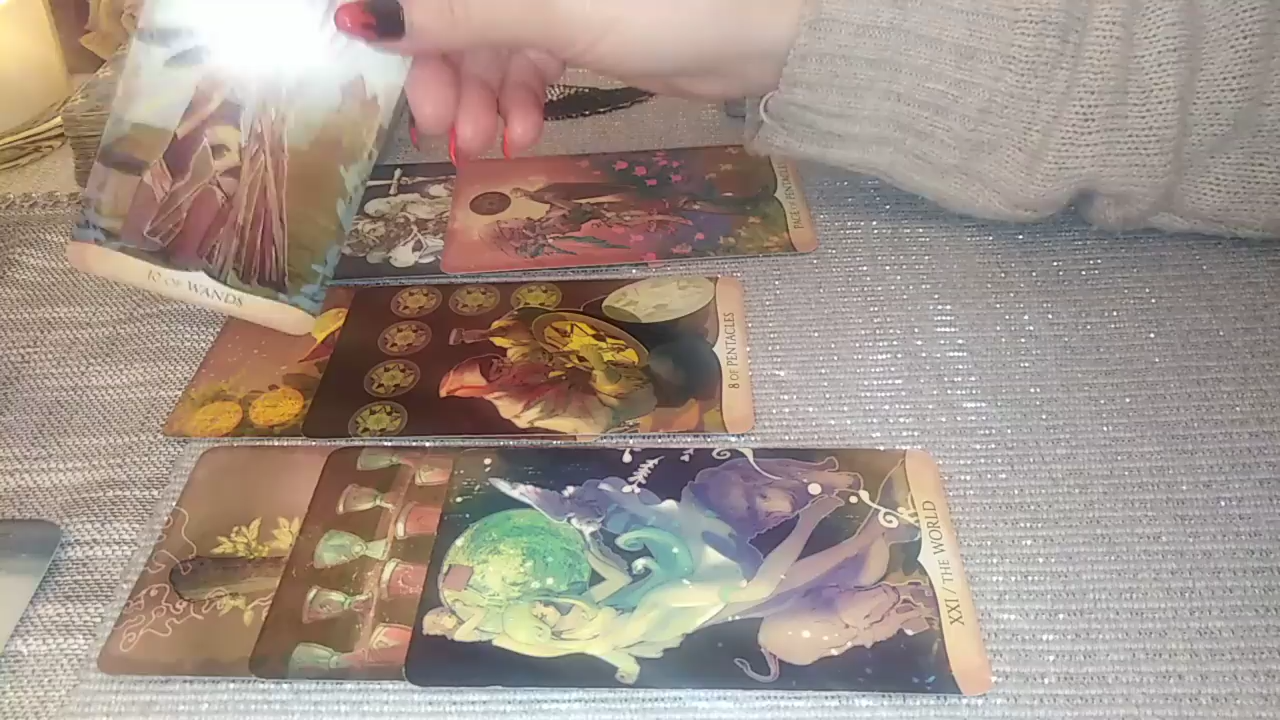 10 OF WANDS
PAGE OF PENTACLES
8 OF PENTACLES
XXI / THE WORLD